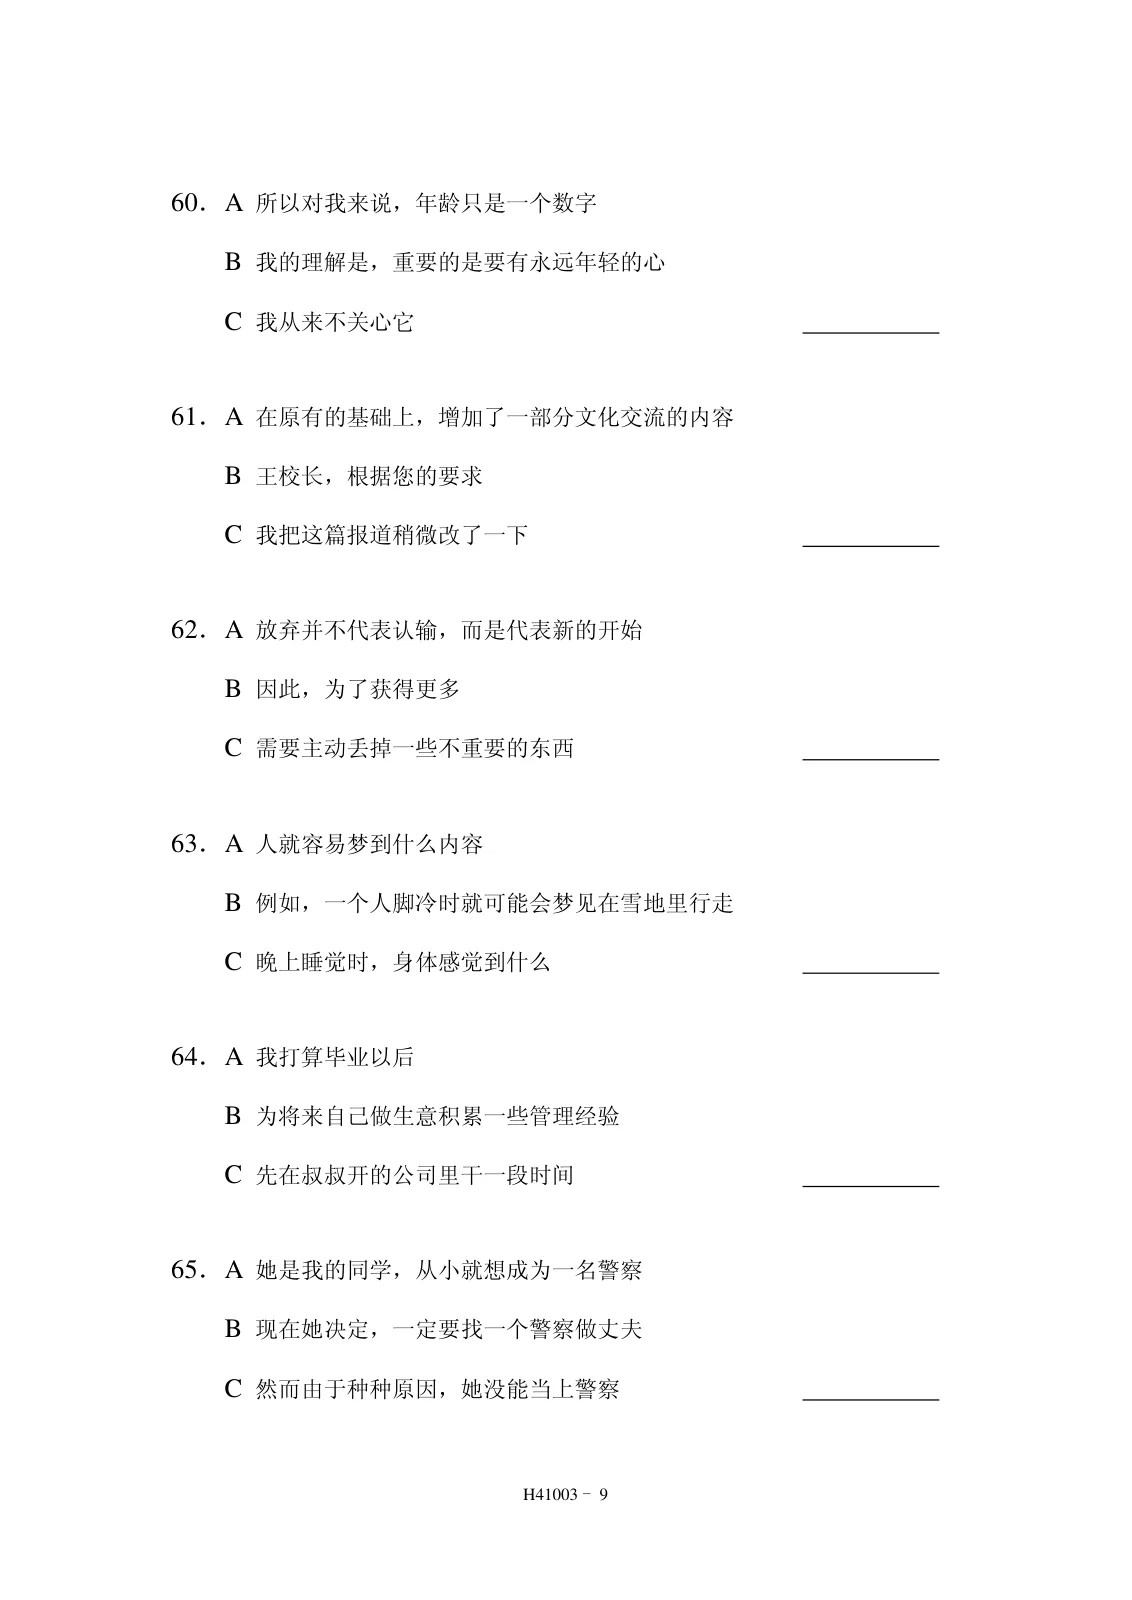 60． A 所以对我来说，年龄只是一个数字
B 我的理解是，重要的是要有永远年轻的心
C 我从来不关心它
61． A 在原有的基础上，增加了一部分文化交流的内容
B 王校长，根据您的要求
C 我把这篇报道稍微改了一下
62． A 放弃并不代表认输，而是代表新的开始
B 因此，为了获得更多
C 需要主动丢掉一些不重要的东西
63． A 人就容易梦到什么内容
B 例如，一个人脚冷时就可能会梦见在雪地里行走
C 晚上睡觉时，身体感觉到什么
64． A 我打算毕业以后
B 为将来自己做生意积累一些管理经验
C 先在叔叔开的公司里干一段时间
65． A 她是我的同学，从小就想成为一名警察
B 现在她决定，一定要找一个警察做丈夫
C 然而由于种种原因，她没能当上警察
H41003－ 9